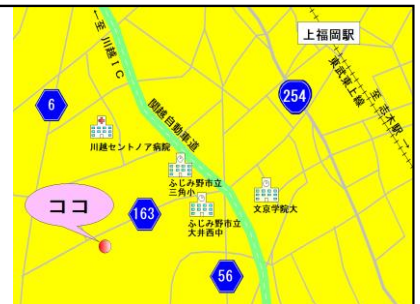 ←至 川越IC
上福岡駅
東武東上線
至 志木駅→
6
254
川越セントノア病院
関越自動車道
ふじみ野市立
三角小
文京学院大
ココ
163
ふじみ野市立
大井西中
56